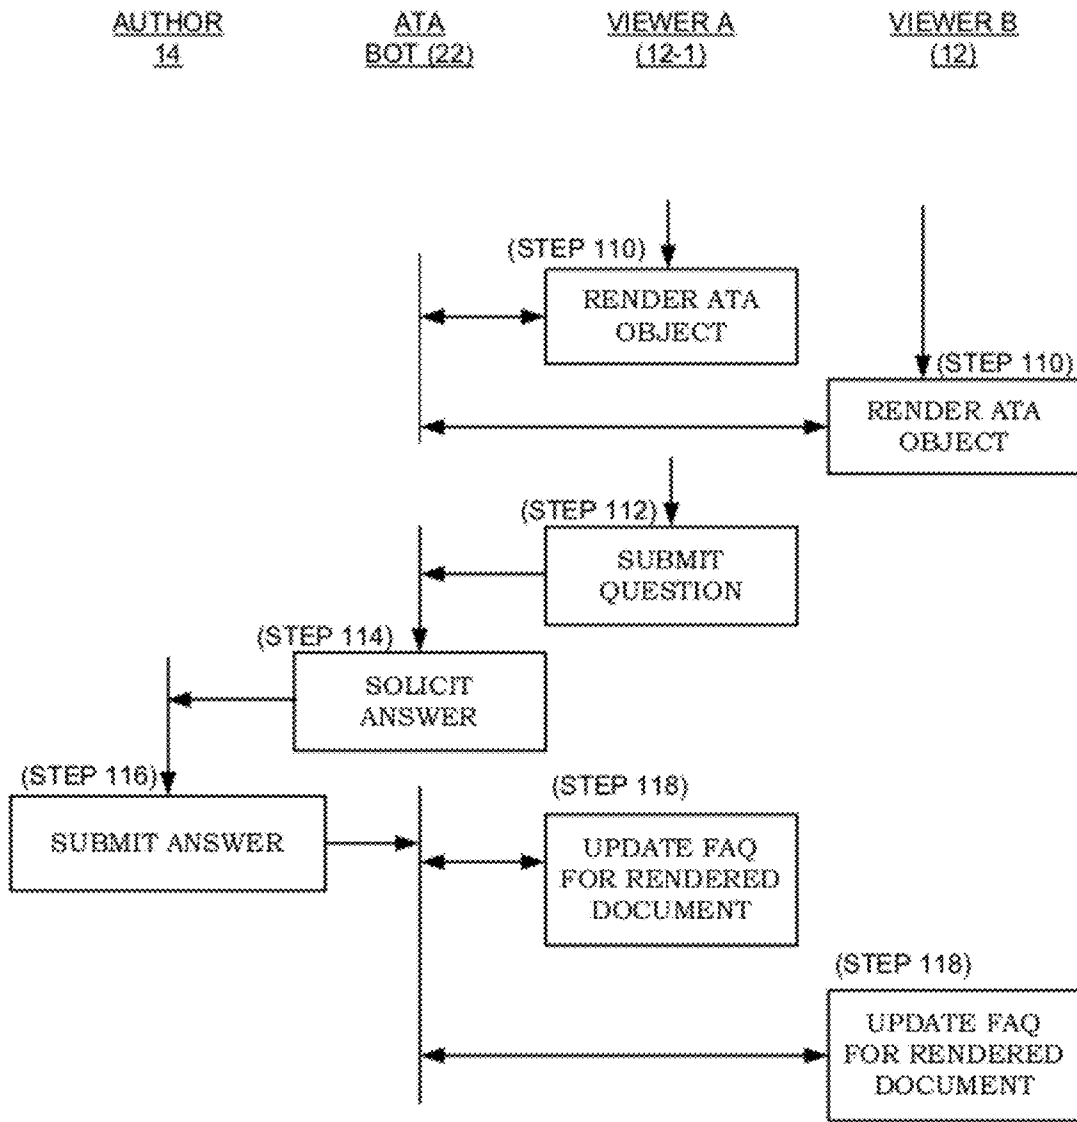 AUTHOR
14
ATA
BOT (22)
VIEWER A
(12-1)
VIEWER B
(12)
(STEP 110)
RENDER ATA
OBJECT
(STEP 110)
RENDER ATA
OBJECT
(STEP 112)
SUBMIT
QUESTION
(STEP 114)
SOLICIT
ANSWER
(STEP 116)
SUBMIT ANSWER
(STEP 118)
UPDATE FAQ
FOR RENDERED
DOCUMENT
(STEP 118)
UPDATE FAQ
FOR RENDERED
DOCUMENT